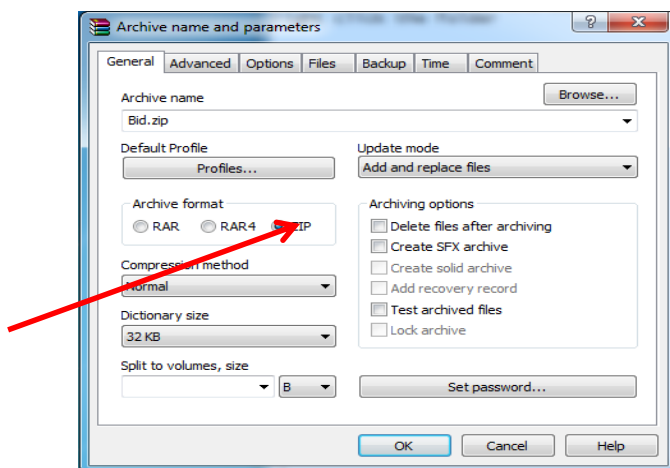 click the folder
Archive name and parameters
General Advanced Options Files Backup Time Comment
Archive name
Browse...
Bid.zip
Default Profile
Update mode
Profiles...
Add and replace files
Archive format
Archiving options
RAR RAR4 ZIP
Delete files after archiving
Create SFX archive
Compression method
Create solid archive
Normal
Add recovery record
Dictionary size
Test archived files
32 KB
Lock archive
Split to volumes, size
B
Set password...
OK Cancel Help